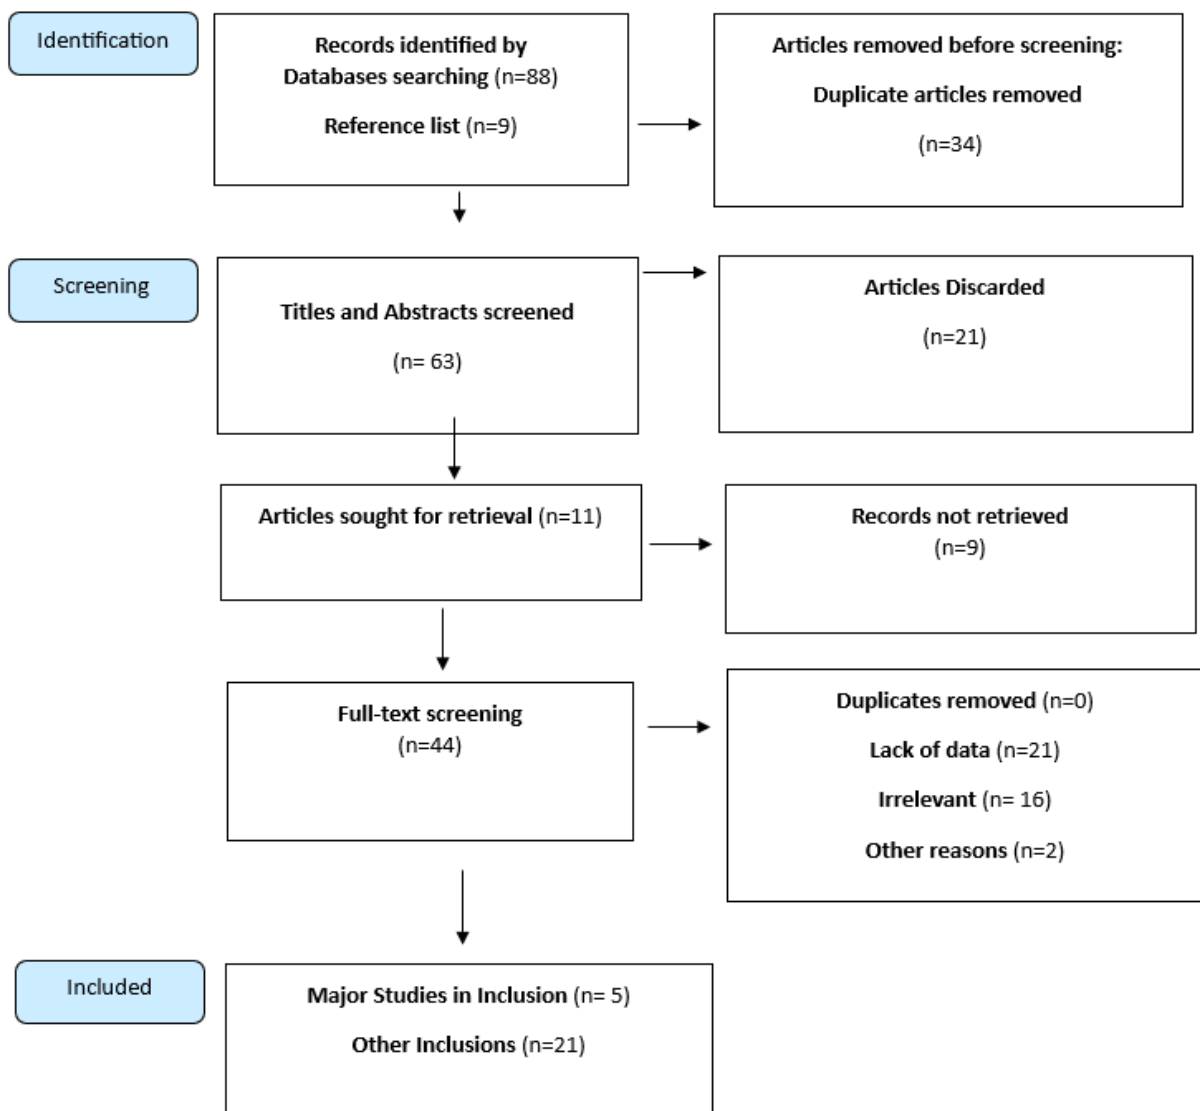 Identification
Records identified by
Databases searching (n=88)
Reference list (n=9)
Articles removed before screening:
Duplicate articles removed
(n=34)
Screening
Titles and Abstracts screened
(n= 63)
Articles Discarded
(n=21)
Articles sought for retrieval (n=11)
Records not retrieved
(n=9)
Full-text screening
(n=44)
Duplicates removed (n=0)
Lack of data (n=21)
Irrelevant (n= 16)
Other reasons (n=2)
Included
Major Studies in Inclusion (n= 5)
Other Inclusions (n=21)